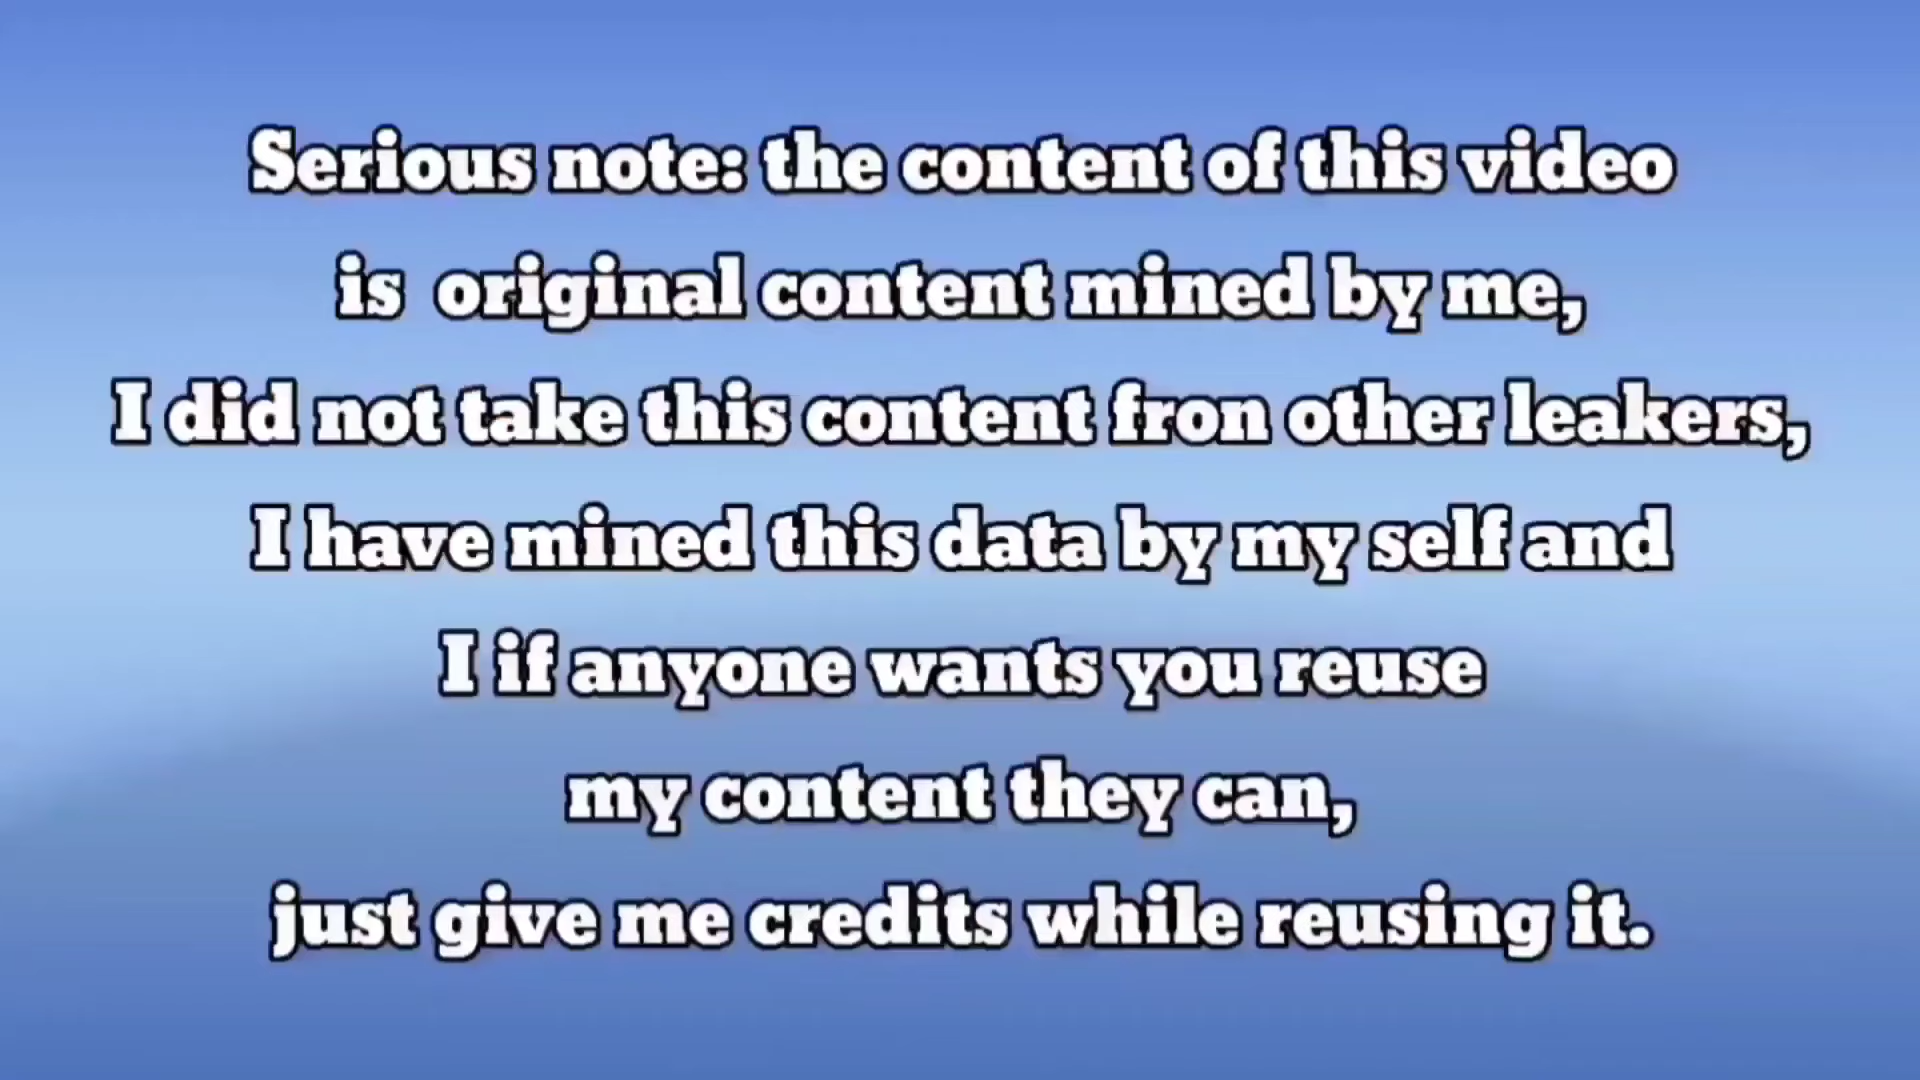 Serious note: the content of this video
is original content mined by me,
I did not take this content fron other leakers,
I have mined this data by my self and
I if anyone wants you reuse
my content they can,
just give me credits while reusing it.